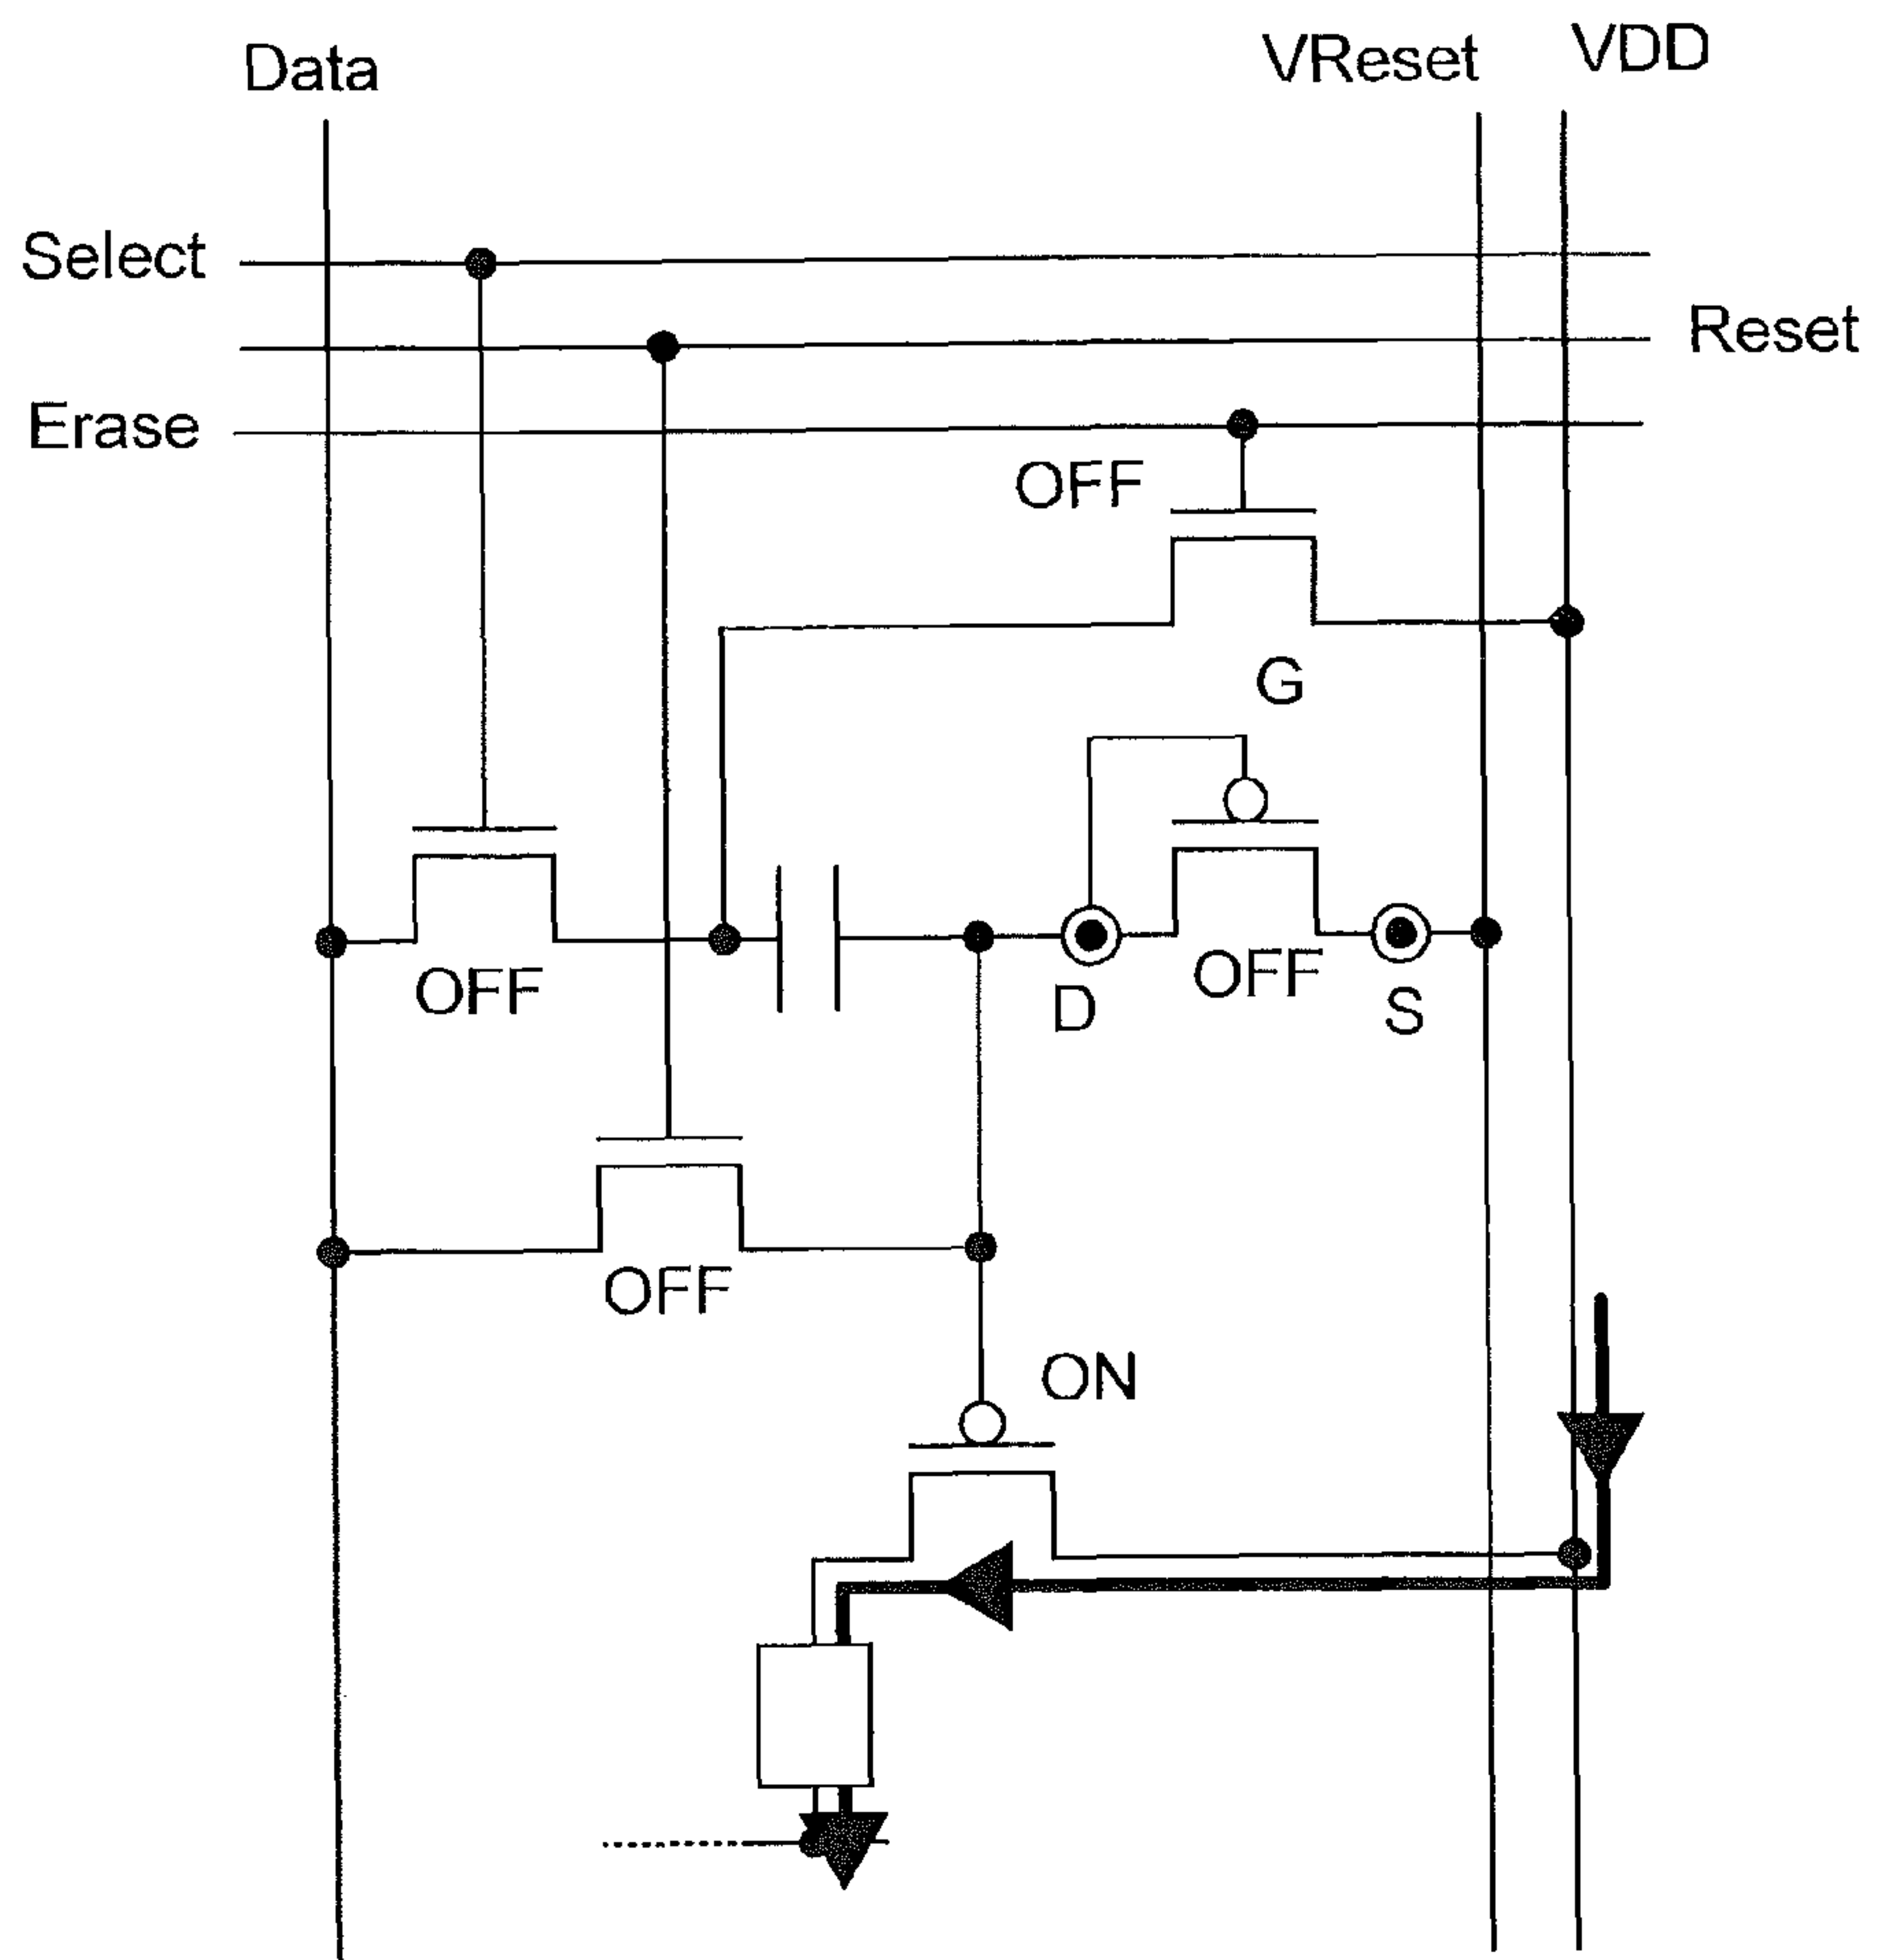 Data
VReset
VDD
Select
Reset
Erase
OFF
G
OFF
D
OFF
S
OFF
ON